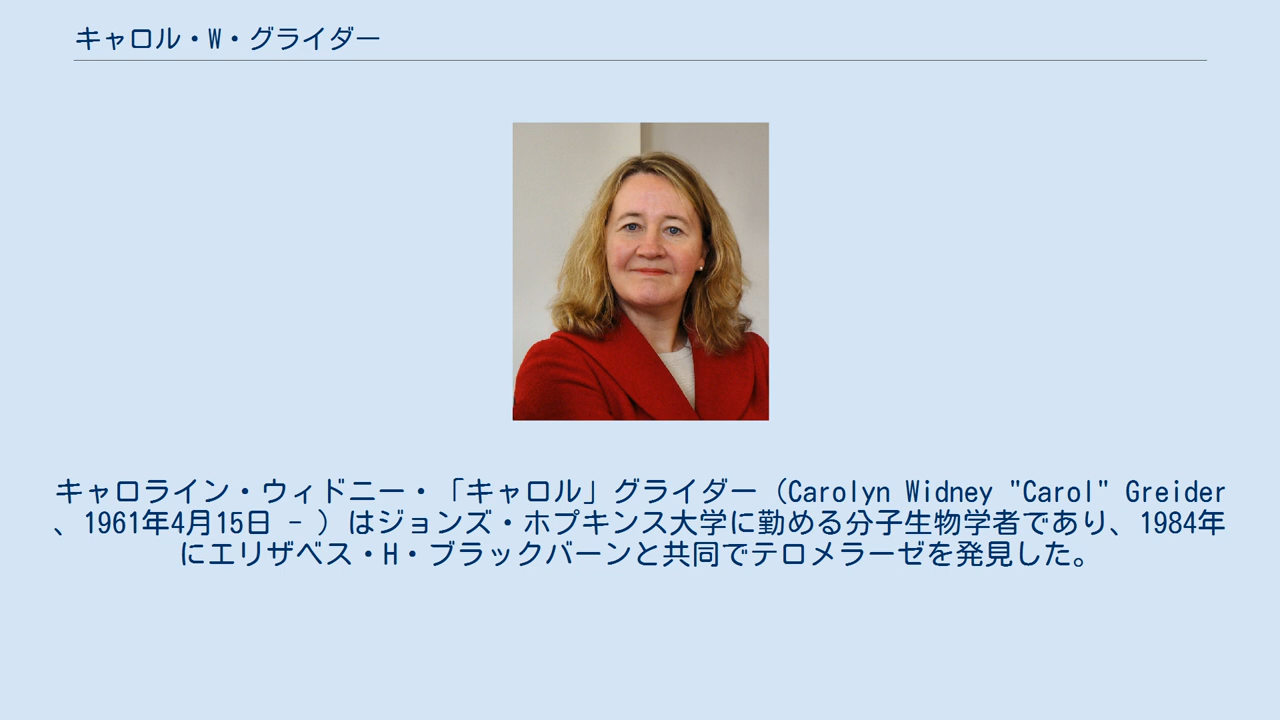 キャロル・W・グライダー
キャロライン・ウィドニー・「キャロル」グライダー（Carolyn Widney "Carol" Greider
、1961年4月15日 - ）はジョンズ・ホプキンス大学に勤める分子生物学者であり、1984年
にエリザベス・H・ブラックバーンと共同でテロメラーゼを発見した。